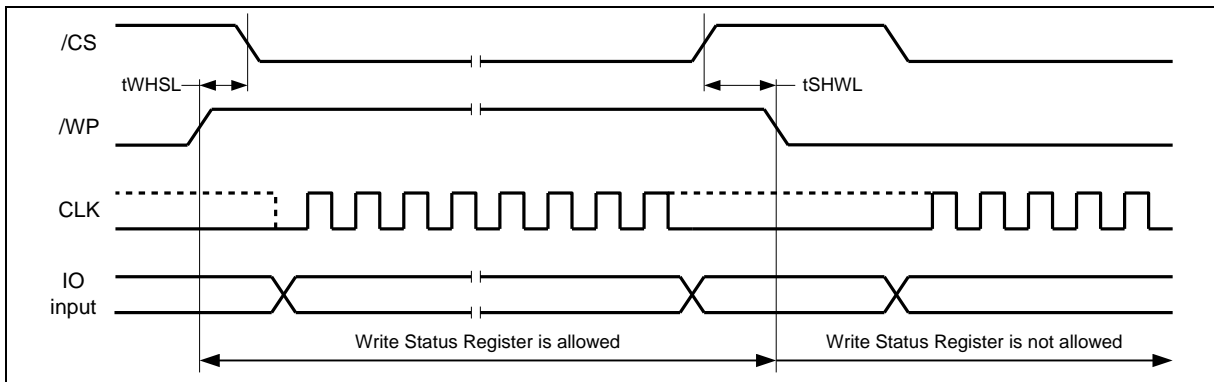 /CS
tWHSL
tSHWL
/WP
CLK
IO
input
Write Status Register is allowed
Write Status Register is not allowed